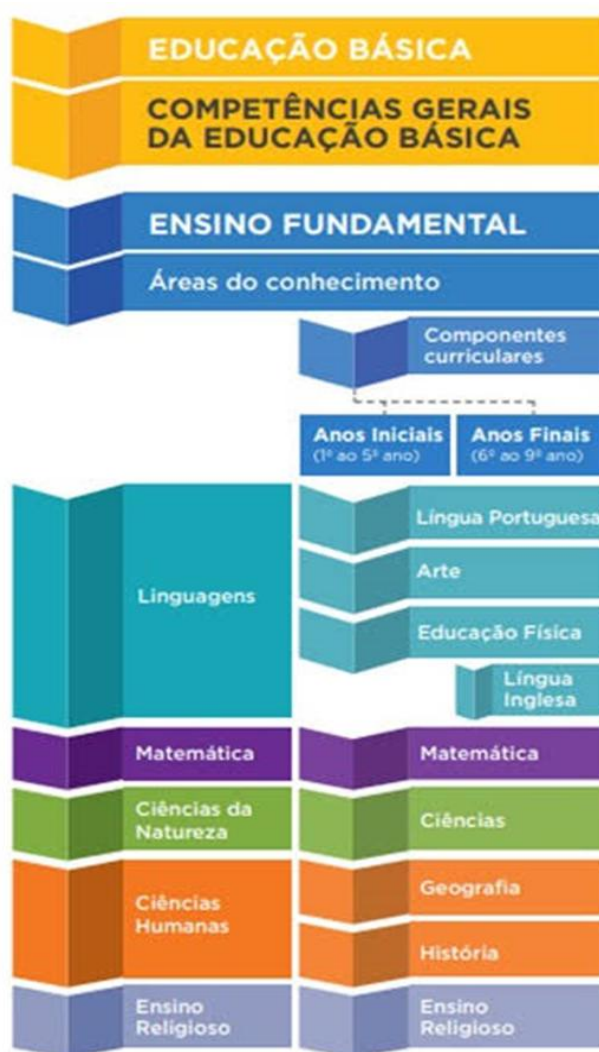 EDUCAÇÃO BÁSICA
COMPETÊNCIAS GERAIS
DA EDUCAÇÃO BÁSICA
ENSINO FUNDAMENTAL
Áreas do conhecimento
Componentes
curriculares
Anos Iniciais
(1º ao 5º ano)
Anos Finais
(6º ao 9º ano)
Linguagens
Língua Portuguesa
Arte
Educação Física
Língua
Inglesa
Matemática
Matemática
Ciências da
Natureza
Ciências
Ciências
Humanas
Geografia
História
Ensino
Religioso
Ensino
Religioso